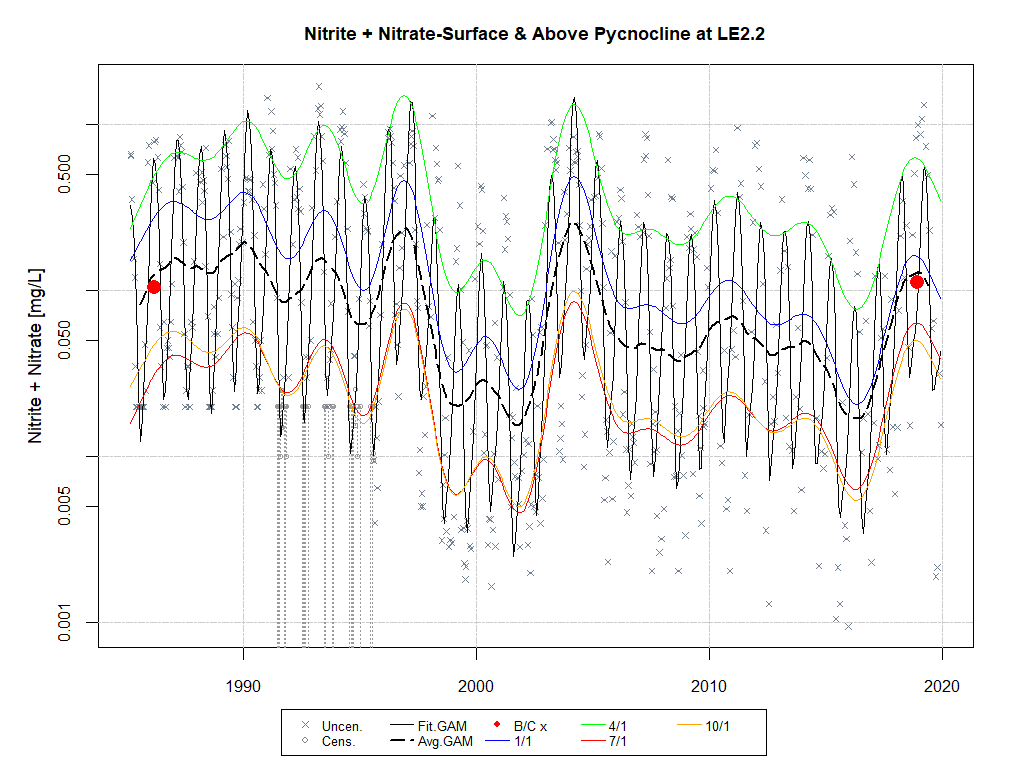 Nitrite + Nitrate-Surface & Above Pycnocline at LE2.2
Nitrite + Nitrate [mg/L]
0.500
0.050
0.005
0.001
1990 2000 2010 2020
Uncen. Fit.GAM B/C x 4/1 10/1
Cens. Avg.GAM 1/1 7/1